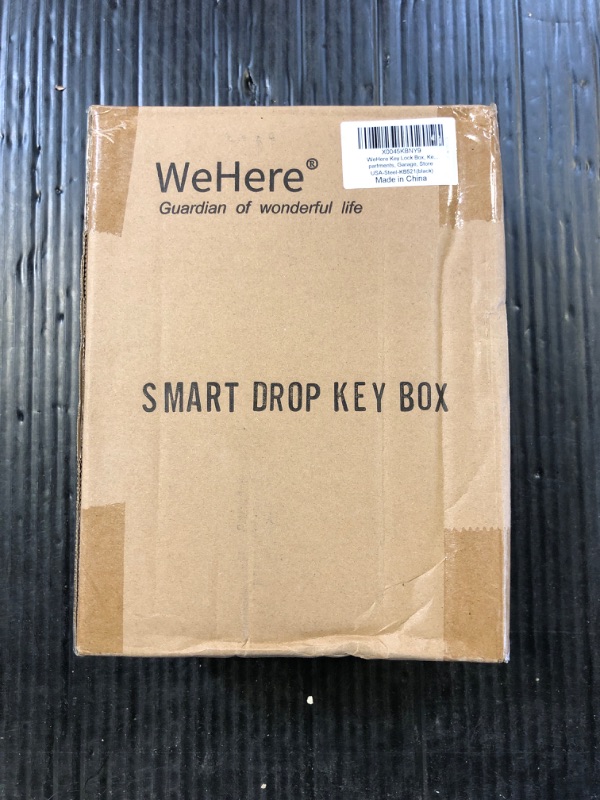 WeHere®
Guardian of wonderful life
X0045KBNY9
WeHere Key Lock Box, Ke...
partments, Garage, Store
USA-Steel-KB521(black)
Made in China
SMART DROP KEY BOX